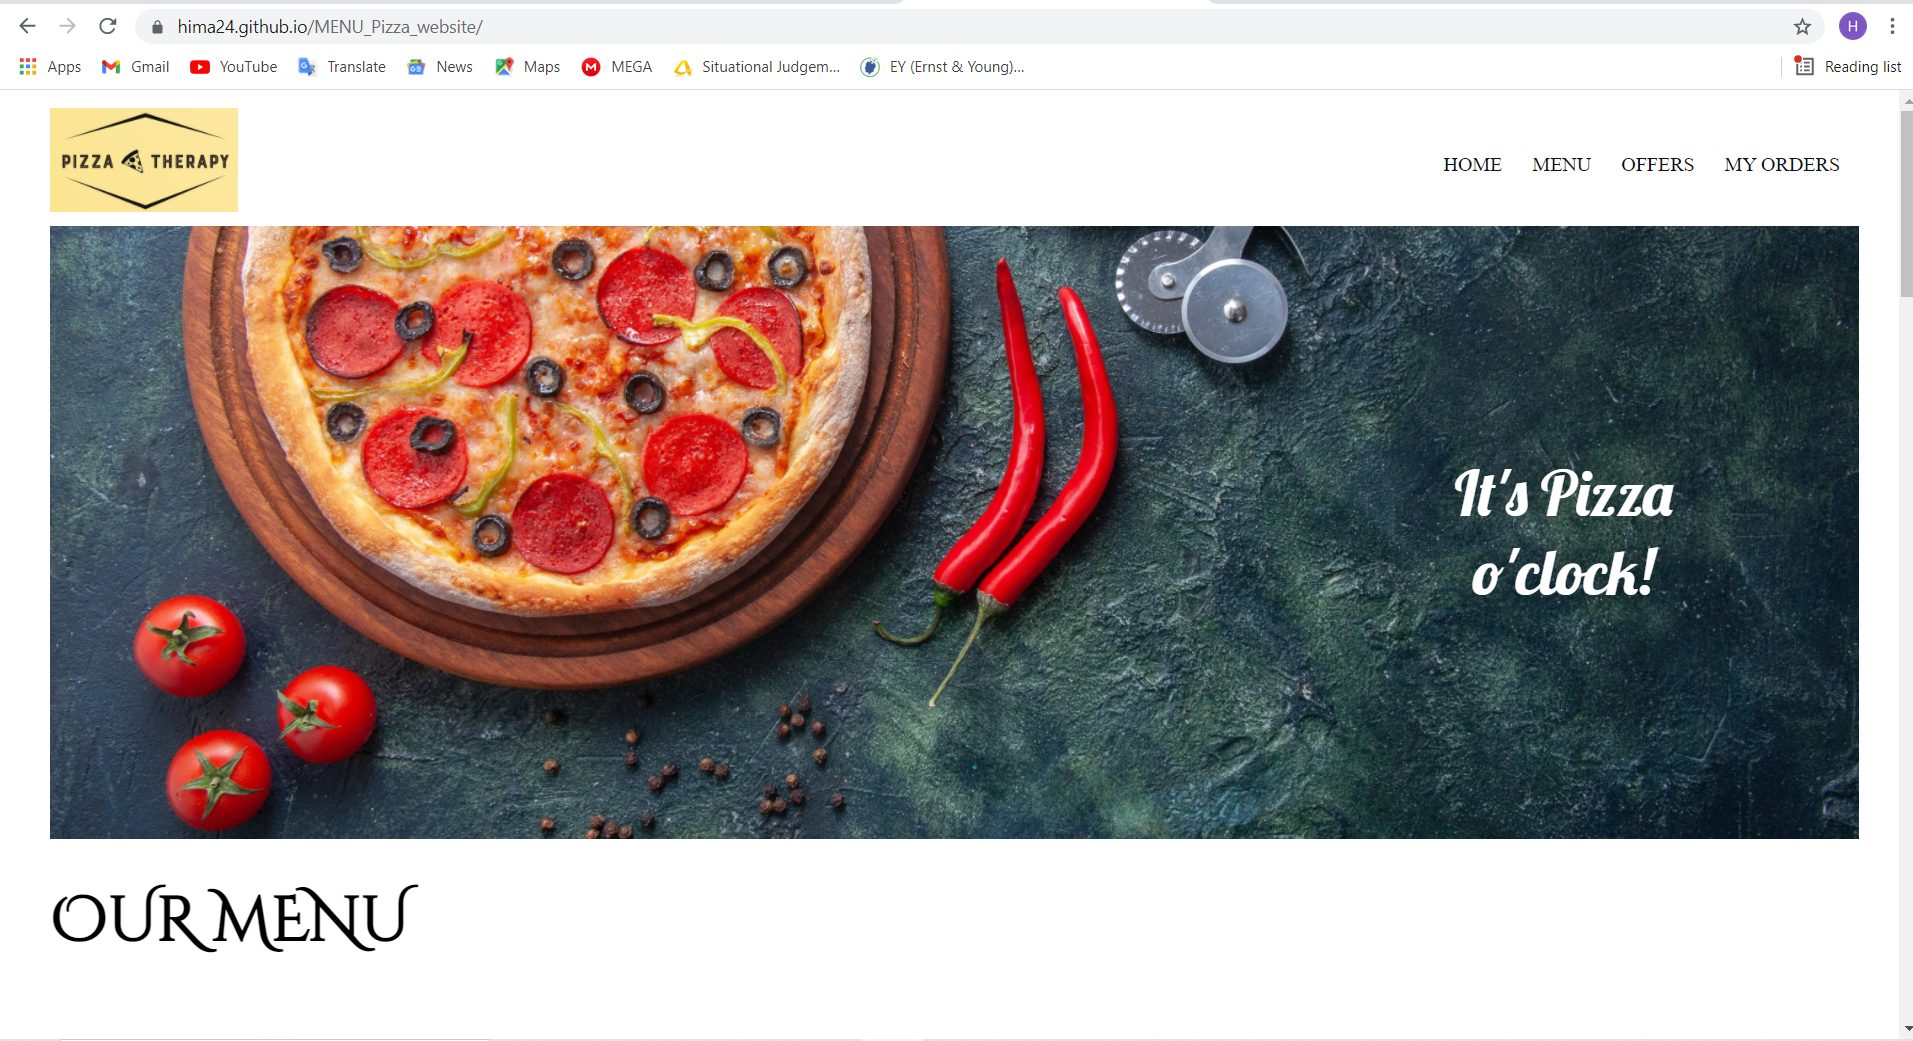 hima24.github.io/MENU_Pizza_website/
H
Apps Gmail YouTube Translate News Maps MEGA Situational Judgem... EY (Ernst & Young)... Reading list
PIZZA THERAPY
HOME MENU OFFERS MY ORDERS
It's Pizza
o'clock!
OUR MENU